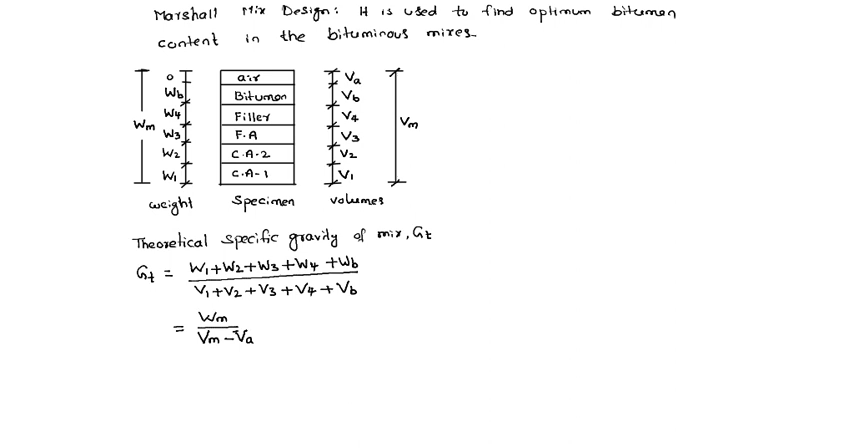 Marshall Mix Design: It is used to find optimum bitumen
content in the bituminous mixes
0 air Va
Wb Bitumen Vb
W4 Filler V4
Wm W3 F.A V3 Vm
W2 C.A-2 V2
W1 C.A-1 V1
weight Specimen volumes
Theoretical specific gravity of mix, Gt
Gt = W1+W2+W3+W4+Wb
V1+V2+V3+V4+Vb
= Wm
Vm-Va